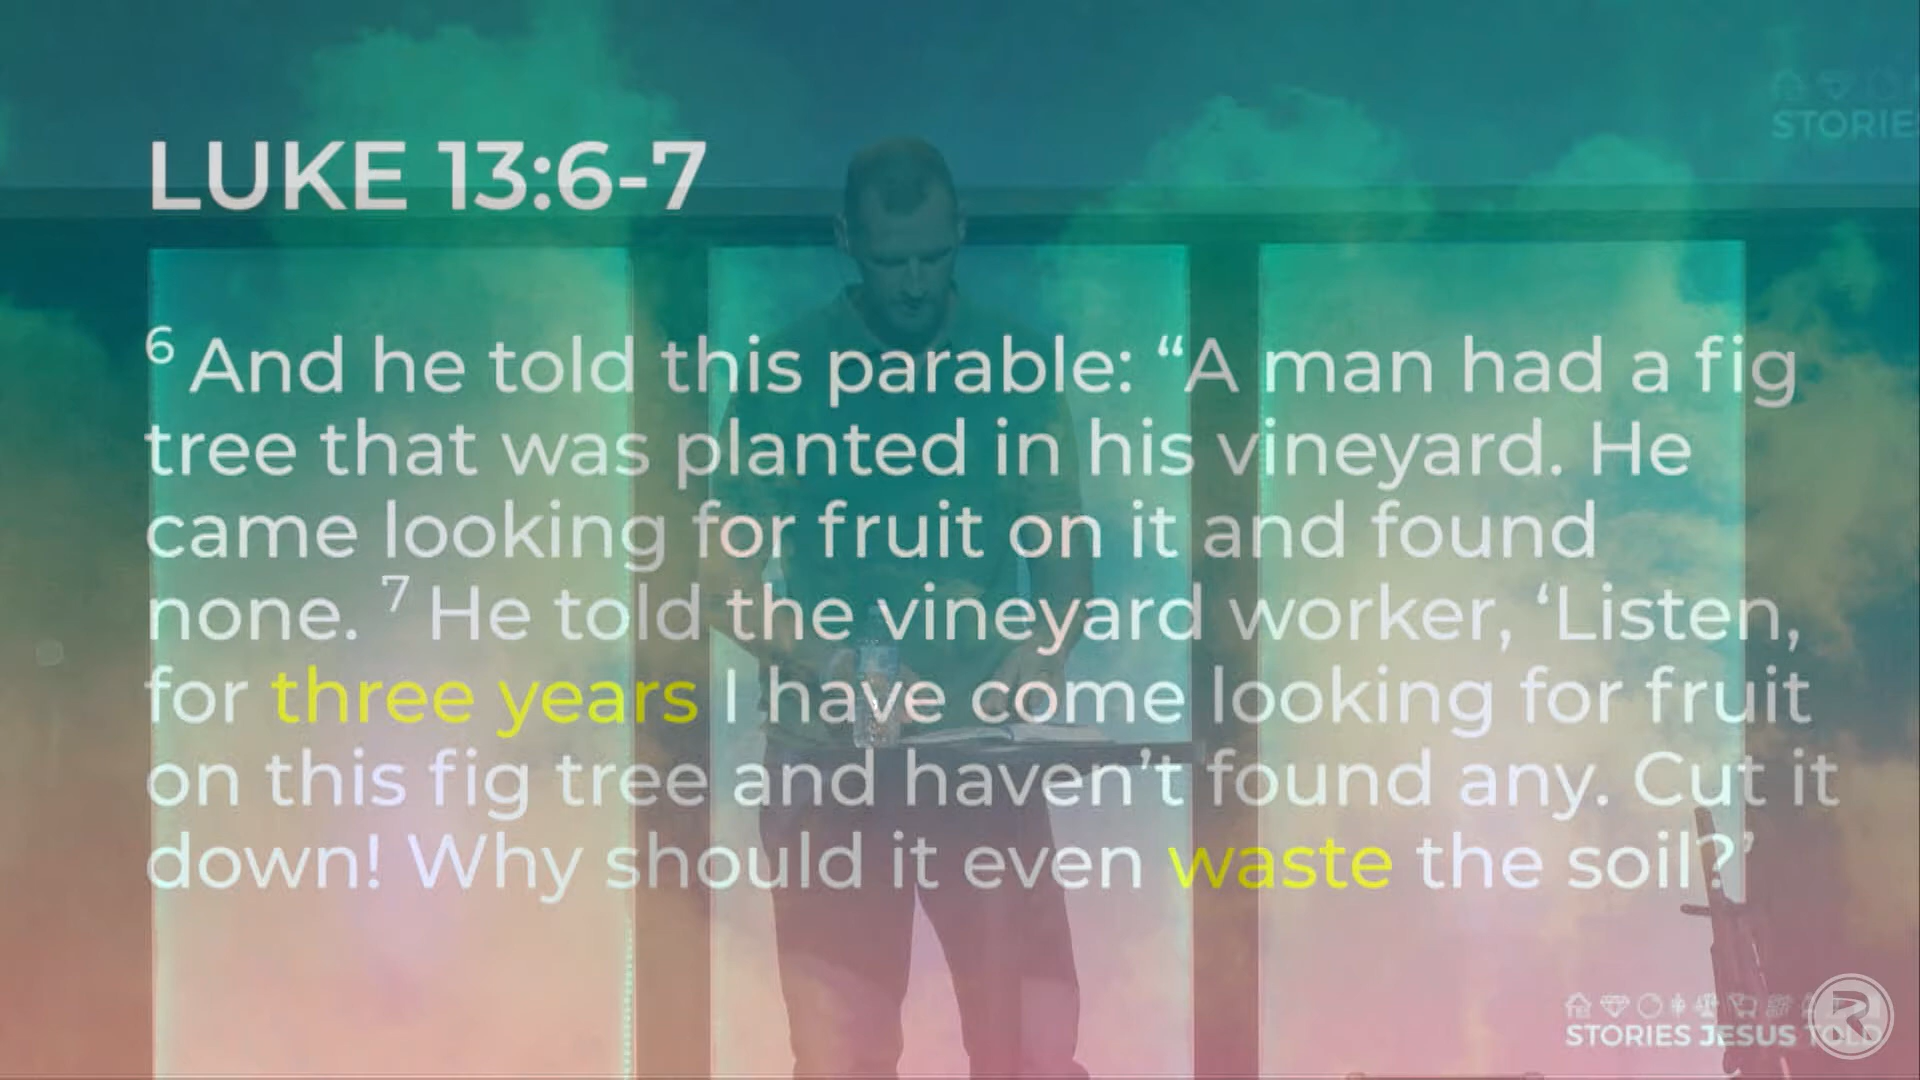 STORIE
LUKE 13:6-7
6 And he told this parable: “A man had a fig
tree that was planted in his vineyard. He
came looking for fruit on it and found
none. 7 He told the vineyard worker, ‘Listen,
for three years I have come looking for fruit
on this fig tree and haven’t found any. Cut it
down! Why should it even waste the soil?’
STORIES JESUS TOLD
R